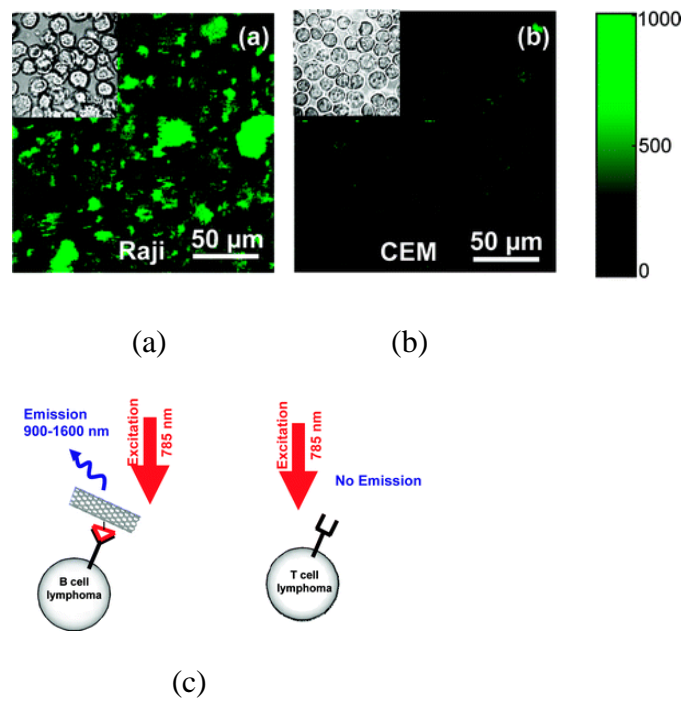 (a)
(b)
1000
500
0
Raji
50 µm
CEM
50 µm
(a)
(b)
Emission
900-1600 nm
Excitation
785 nm
B cell
lymphoma
Excitation
785 nm
No Emission
T cell
lymphoma
(c)